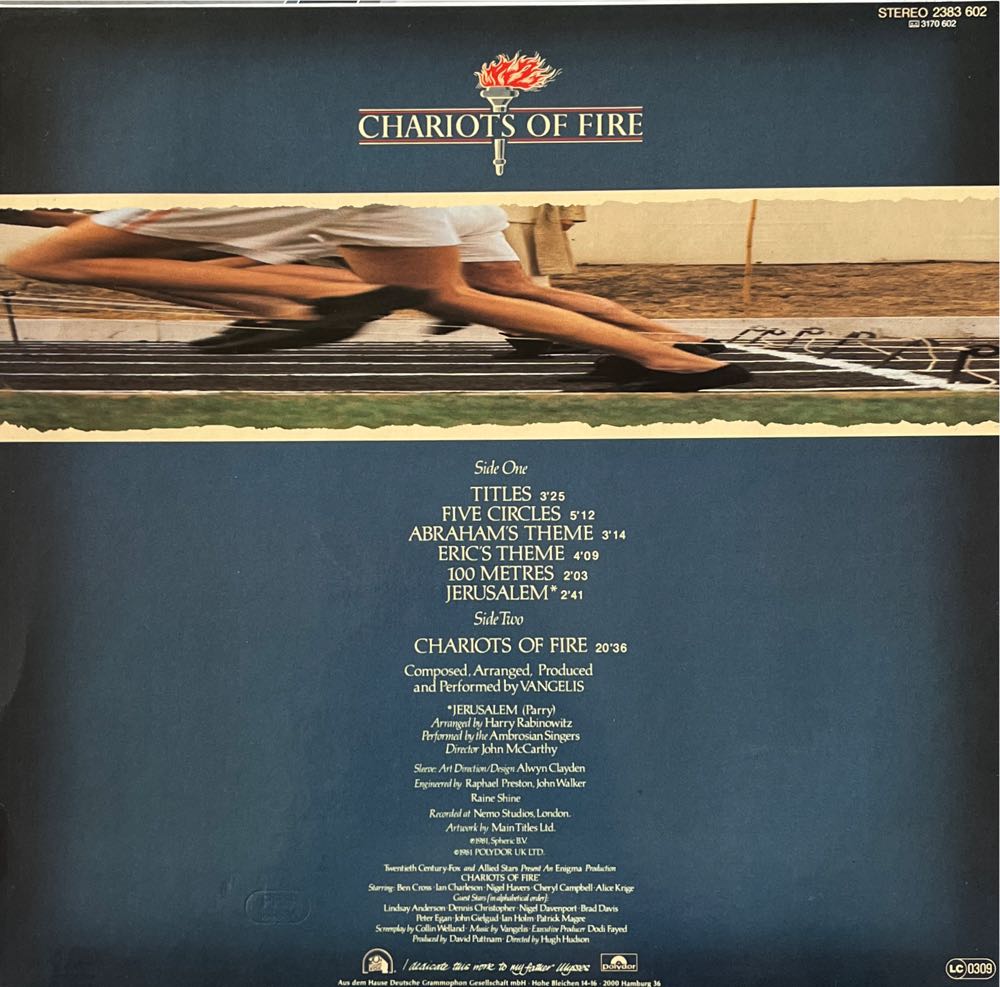 STEREO 2383 602
3170 602
CHARIOTS OF FIRE
Side One
TITLES 3'25
FIVE CIRCLES 5'12
ABRAHAM'S THEME 3'14
ERIC'S THEME 4'09
100 METRES 2'03
JERUSALEM* 2'41
Side Two
CHARIOTS OF FIRE 20'36
Composed, Arranged, Produced
and Performed by VANGELIS
*JERUSALEM (Parry)
Arranged by Harry Rabinowitz
Performed by the Ambrosian Singers
Director John McCarthy
Sleeve: Art Direction/Design Alwyn Clayden
Engineered by Raphael Preston, John Walker
Raine Shine
Recorded at Nemo Studios, London.
Artwork by Main Titles Ltd.
℗1981, Spheric B.V.
©1981 POLYDOR UK LTD.
Twentieth Century-Fox and Allied Stars Present An Enigma Production
CHARIOTS OF FIRE"
Starring: Ben Cross · Ian Charleson · Nigel Havers · Cheryl Campbell · Alice Krige
Guest Stars [in alphabetical order]:
Lindsay Anderson · Dennis Christopher · Nigel Davenport · Brad Davis
Peter Egan · John Gielgud · Ian Holm · Patrick Magee
Screenplay by Collin Welland · Music by Vangelis · Executive Producer Dodi Fayed
Produced by David Puttnam · Directed by Hugh Hudson
I dedicate this work to my father Ulysses
polydor
LC 0309
Aus dem Hause Deutsche Grammophon Gesellschaft mbH · Hohe Bleichen 14-16 · 2000 Hamburg 36